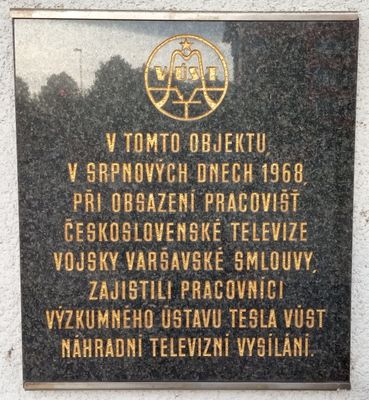 VÚST
V TOMTO OBJEKTU
V SRPNOVÝCH DNECH 1968,
PŘI OBSAZENÍ PRACOVIŠŤ
ČESKOSLOVENSKÉ TELEVIZE
VOJSKY VARŠAVSKÉ SMLOUVY,
ZAJISTILI PRACOVNÍCI
VÝZKUMNÉHO ÚSTAVU TESLA VÚST
NÁHRADNÍ TELEVIZNÍ VYSÍLÁNÍ.